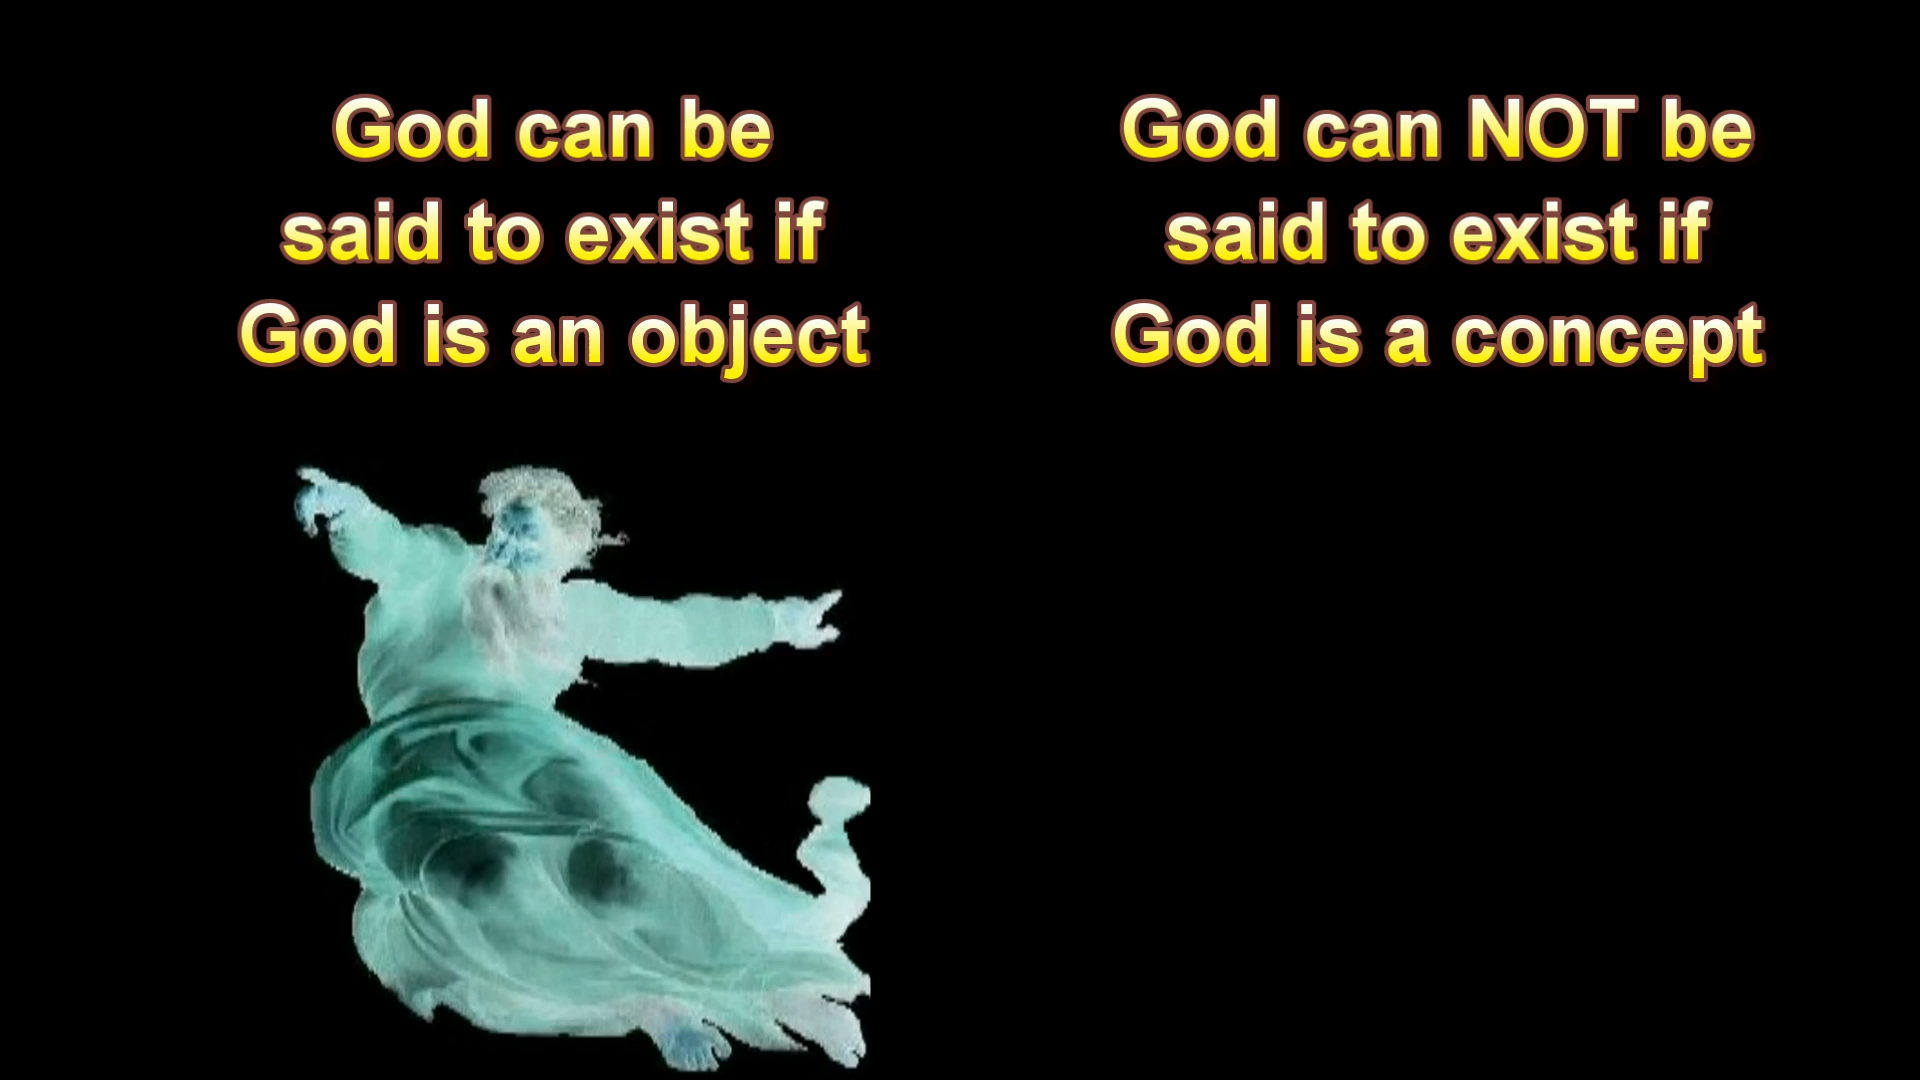 God can be
said to exist if
God is an object
God can NOT be
said to exist if
God is a concept